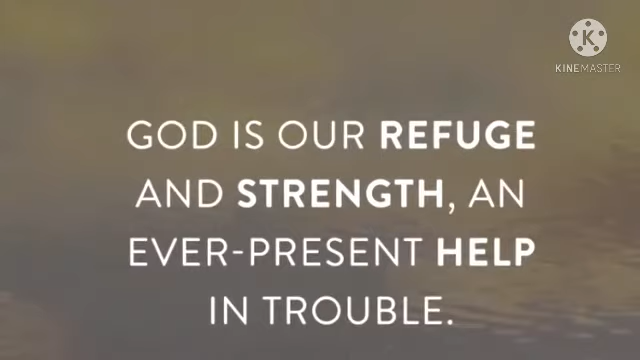 KINEMASTER
GOD IS OUR REFUGE
AND STRENGTH, AN
EVER-PRESENT HELP
IN TROUBLE.